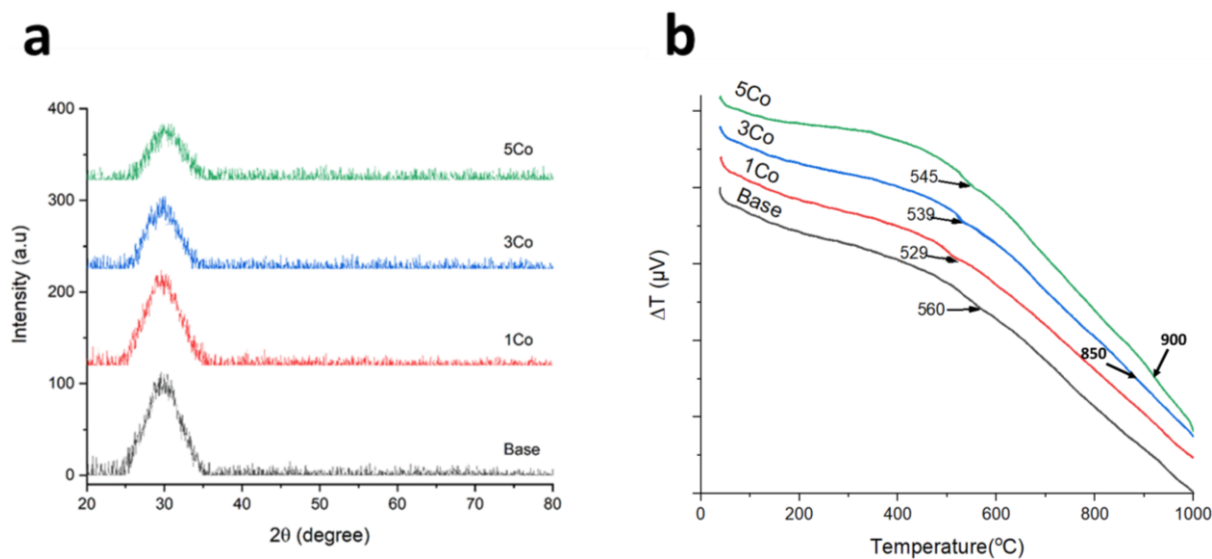 a
Intensity (a.u)
400
300
200
100
0
5Co
3Co
1Co
Base
20 30 40 50 60 70 80
2θ (degree)
b
ΔT (µV)
5Co
3Co
1Co
Base
545
539
529
560
850
900
0 200 400 600 800 1000
Temperature(°C)